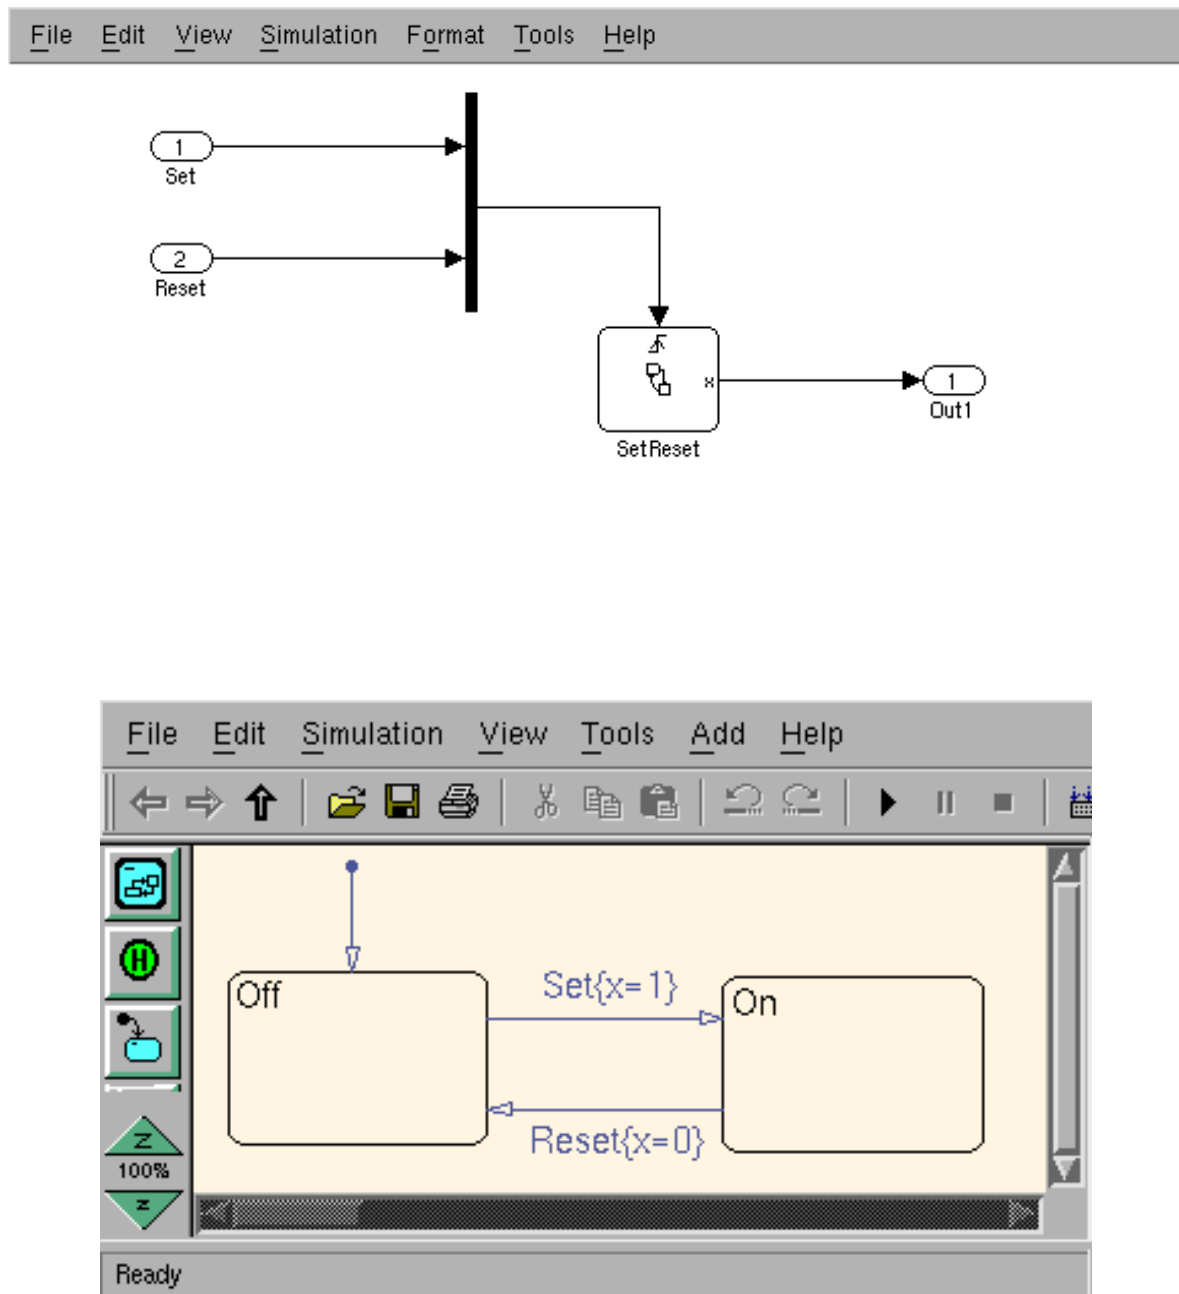 File Edit View Simulation Format Tools Help
1
Set
2
Reset
x
1
Out1
SetReset
File Edit Simulation View Tools Add Help
H
Off
Set{x=1}
On
Reset{x=0}
Z
100%
z
Ready